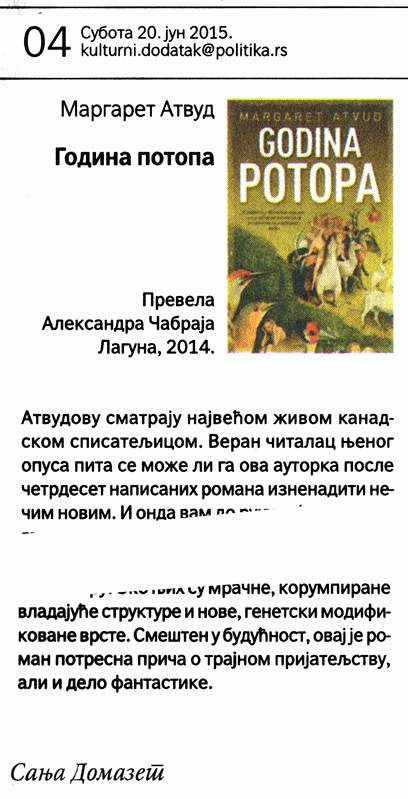 04
Субота 20. јун 2015.
kulturni.dodatak@politika.rs
Маргарет Атвуд
Година потопа
MARGARET ATVUD
GODINA
POTOPA
Превела
Александра Чабраја
Лагуна, 2014.
Атвудову сматрају највећом живом канад-
ском списатељицом. Веран читалац њеног
опуса пита се може ли га ова ауторка после
четрдесет написаних романа изненадити не-
чим новим. И онда вам до
су мрачне, корумпиране
владајуће структуре и нове, генетски модифи-
коване врсте. Смештен у будућност, овај је ро-
ман потресна прича о трајном пријатељству,
али и дело фантастике.
Сања Домазет